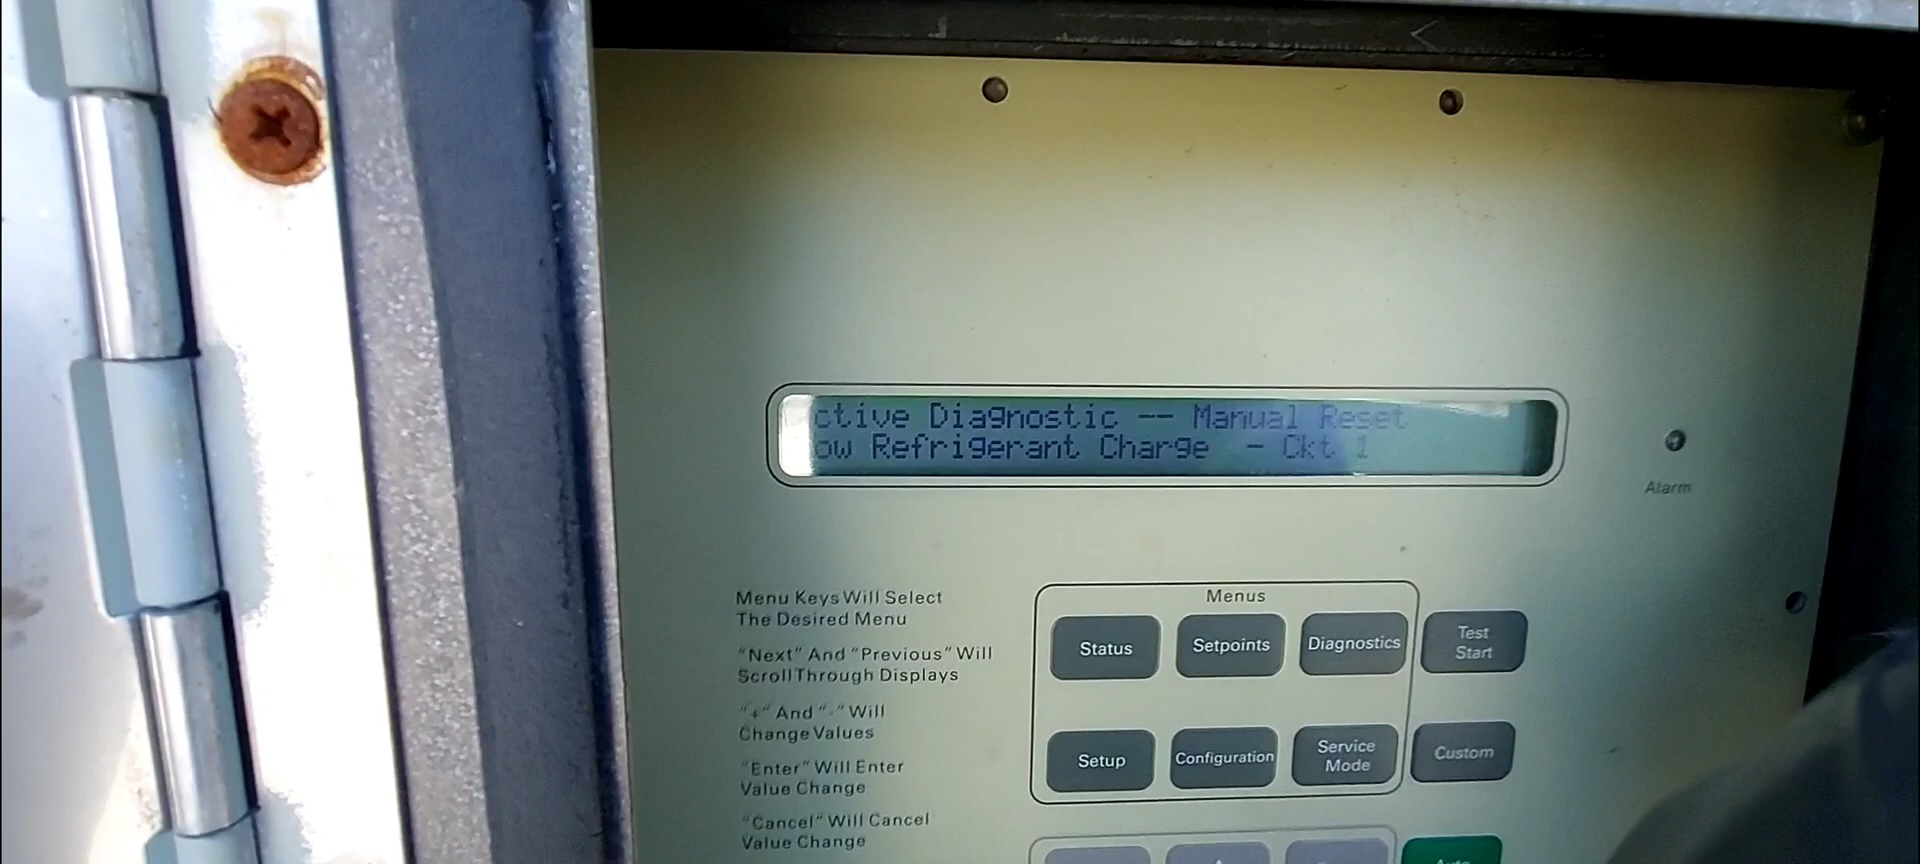 ctive Diagnostic -- Manual Reset
ow Refrigerant Charge - Ckt 1
Alarm
Menu Keys Will Select
The Desired Menu
"Next" And "Previous" Will
Scroll Through Displays
"+" And "-" Will
Change Values
"Enter" Will Enter
Value Change
"Cancel" Will Cancel
Value Change
Menus
Status
Setpoints
Diagnostics
Test
Start
Setup
Configuration
Service
Mode
Custom